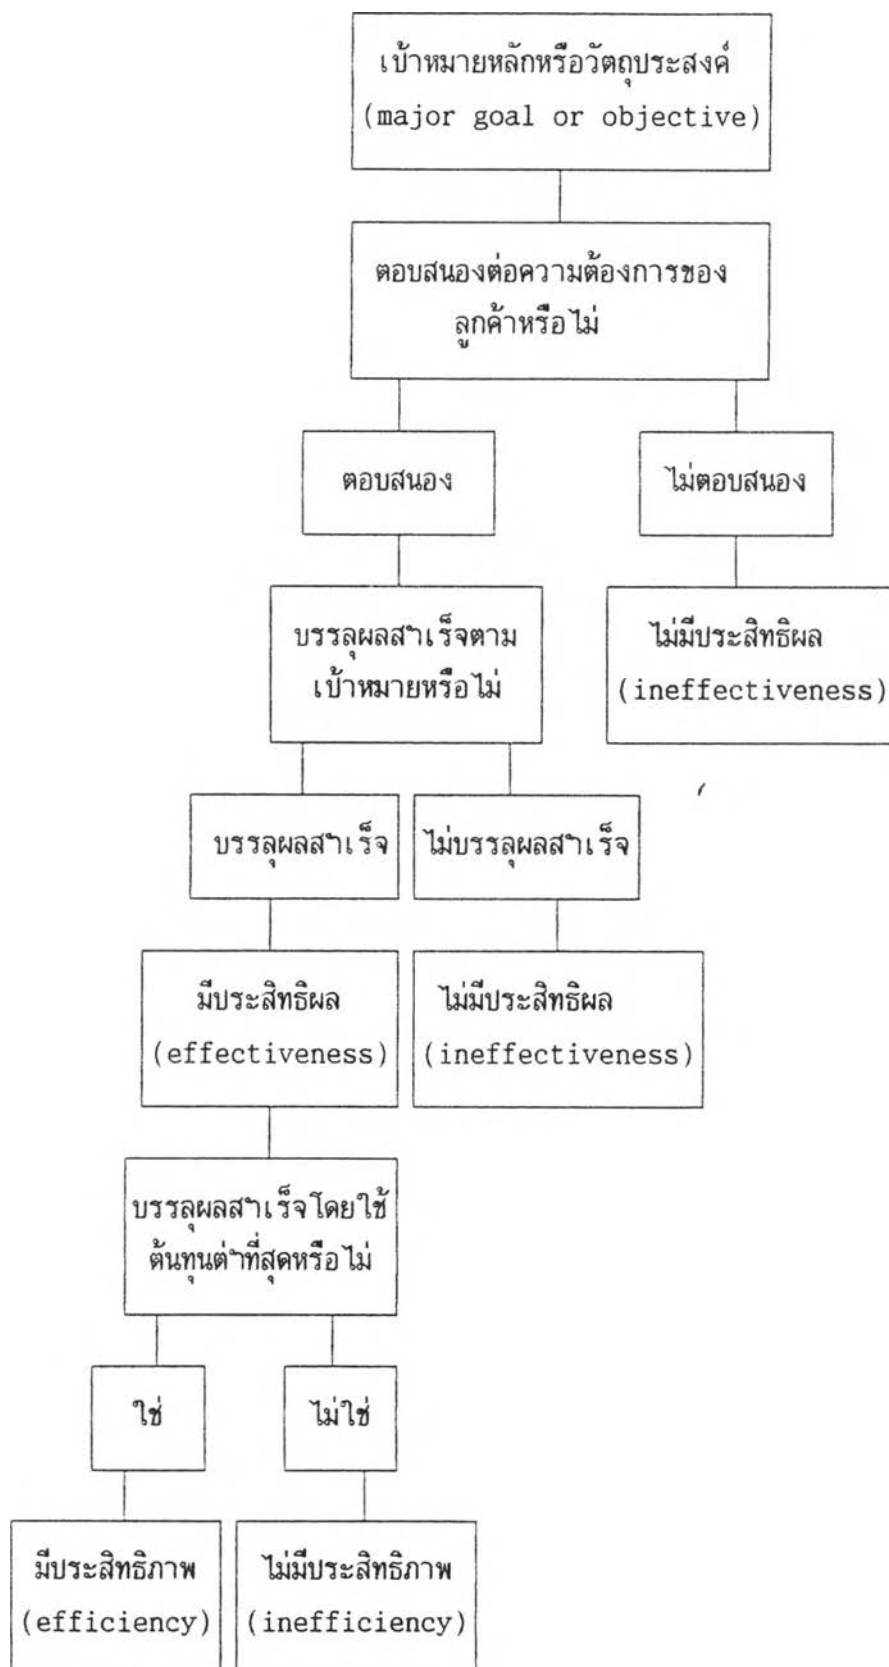 เป้าหมายหลักหรือวัตถุประสงค์
(major goal or objective)
ตอบสนองต่อความต้องการของ
ลูกค้าหรือไม่
ตอบสนอง
ไม่ตอบสนอง
บรรลุผลสำเร็จตาม
เป้าหมายหรือไม่
ไม่มีประสิทธิผล
(ineffectiveness)
บรรลุผลสำเร็จ
ไม่บรรลุผลสำเร็จ
มีประสิทธิผล
(effectiveness)
ไม่มีประสิทธิผล
(ineffectiveness)
บรรลุผลสำเร็จโดยใช้
ต้นทุนต่ำที่สุดหรือไม่
ใช่
ไม่ใช่
มีประสิทธิภาพ
(efficiency)
ไม่มีประสิทธิภาพ
(inefficiency)